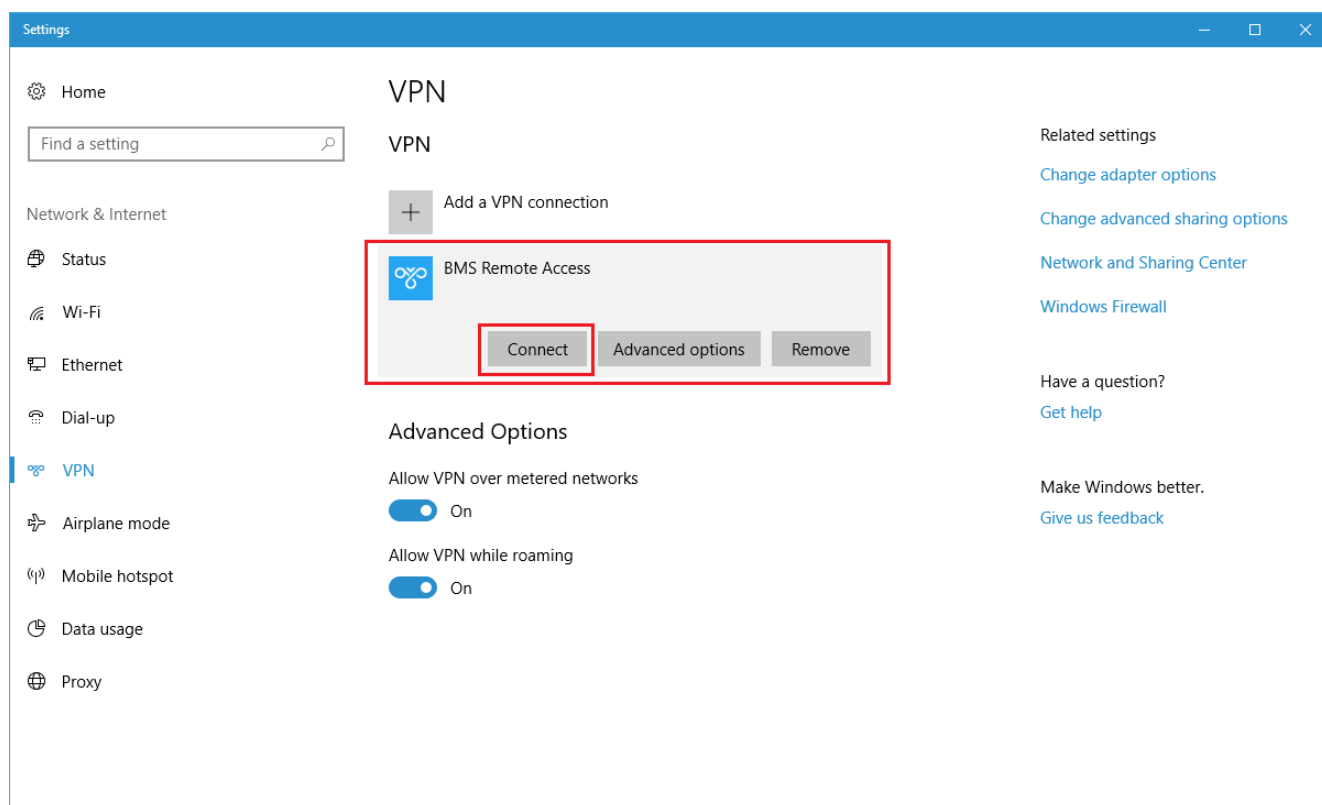 Settings
Home
Find a setting
Network & Internet
Status
Wi-Fi
Ethernet
Dial-up
VPN
Airplane mode
Mobile hotspot
Data usage
Proxy
VPN
VPN
Add a VPN connection
BMS Remote Access
Connect Advanced options Remove
Advanced Options
Allow VPN over metered networks
On
Allow VPN while roaming
On
Related settings
Change adapter options
Change advanced sharing options
Network and Sharing Center
Windows Firewall
Have a question?
Get help
Make Windows better.
Give us feedback